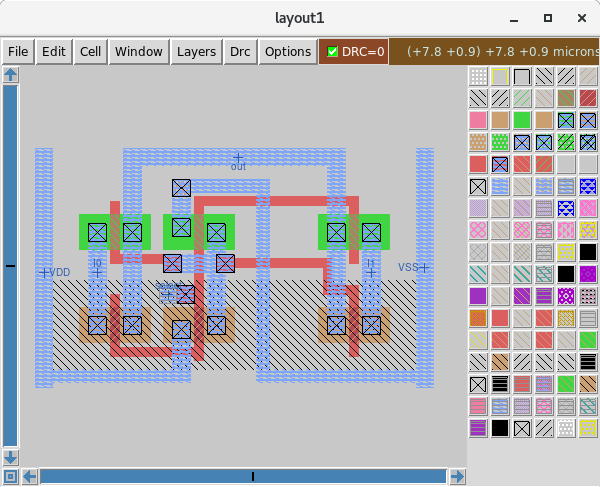 layout1
File Edit Cell Window Layers Drc Options DRC=0 (+7.8 +0.9) +7.8 +0.9 microns
out
VDD I0 I1 VSS